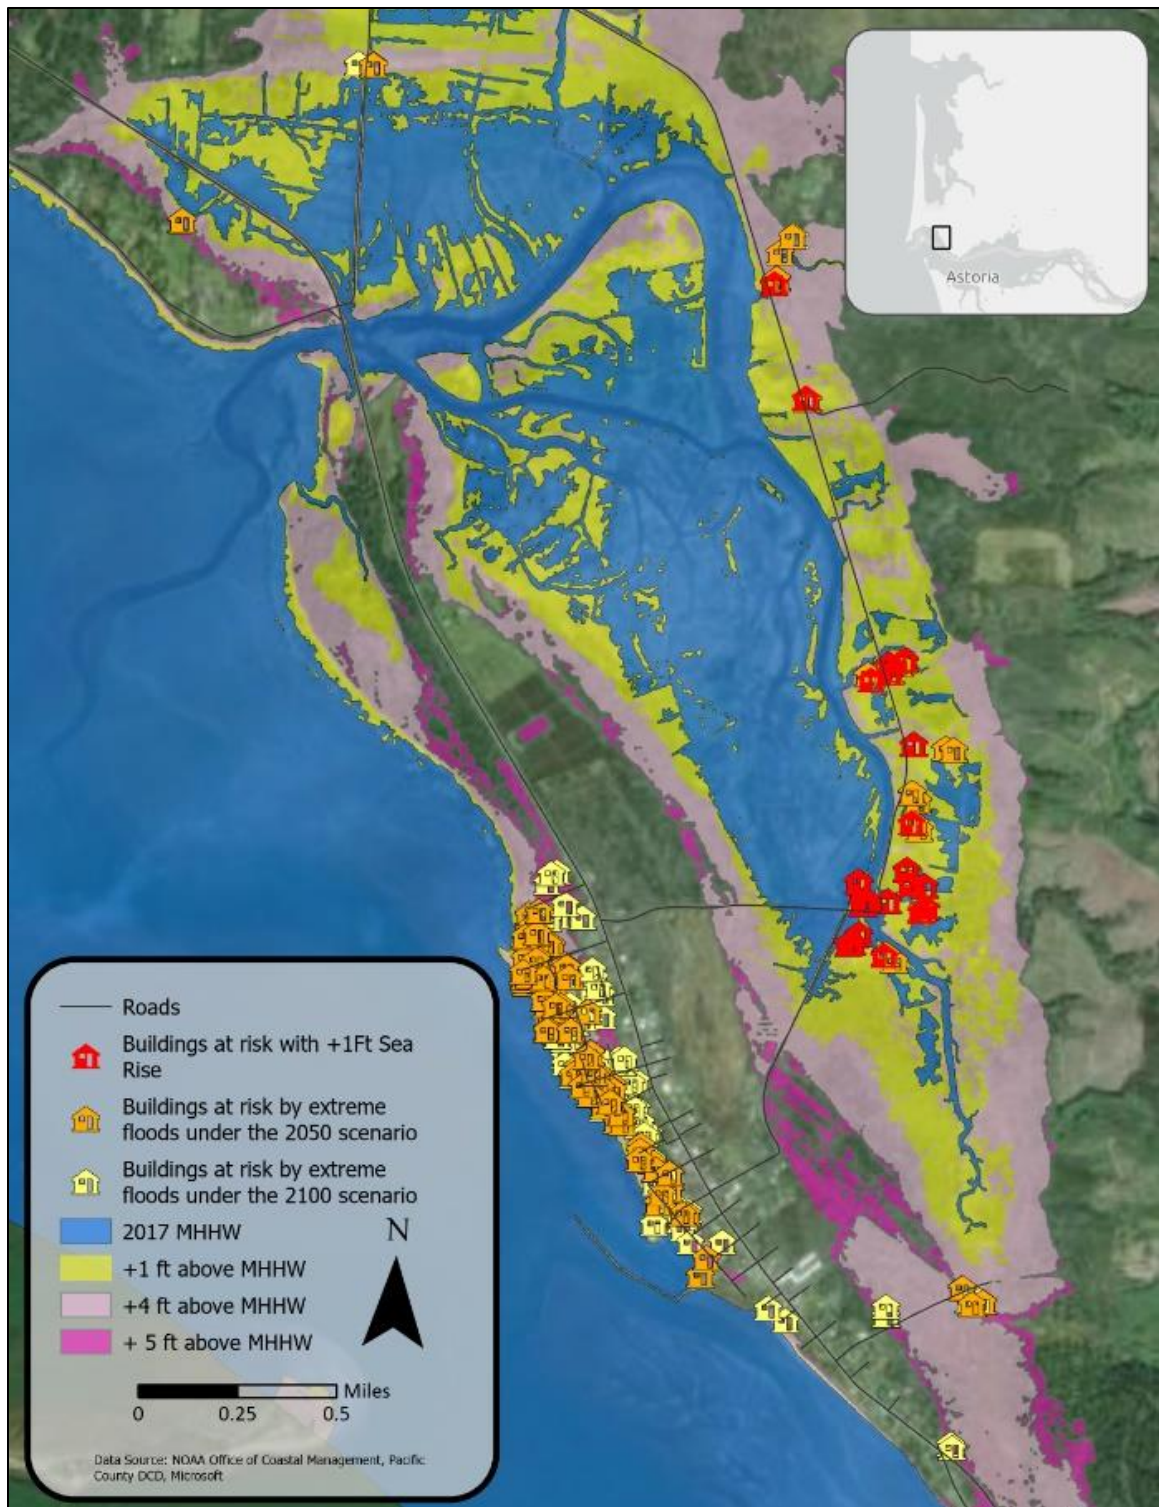 Astoria
Roads
Buildings at risk with +1Ft Sea
Rise
Buildings at risk by extreme
floods under the 2050 scenario
Buildings at risk by extreme
floods under the 2100 scenario
2017 MHHW
N
+1 ft above MHHW
+4 ft above MHHW
+ 5 ft above MHHW
Miles
0 0.25 0.5
Data Source: NOAA Office of Coastal Management, Pacific
County DCD, Microsoft